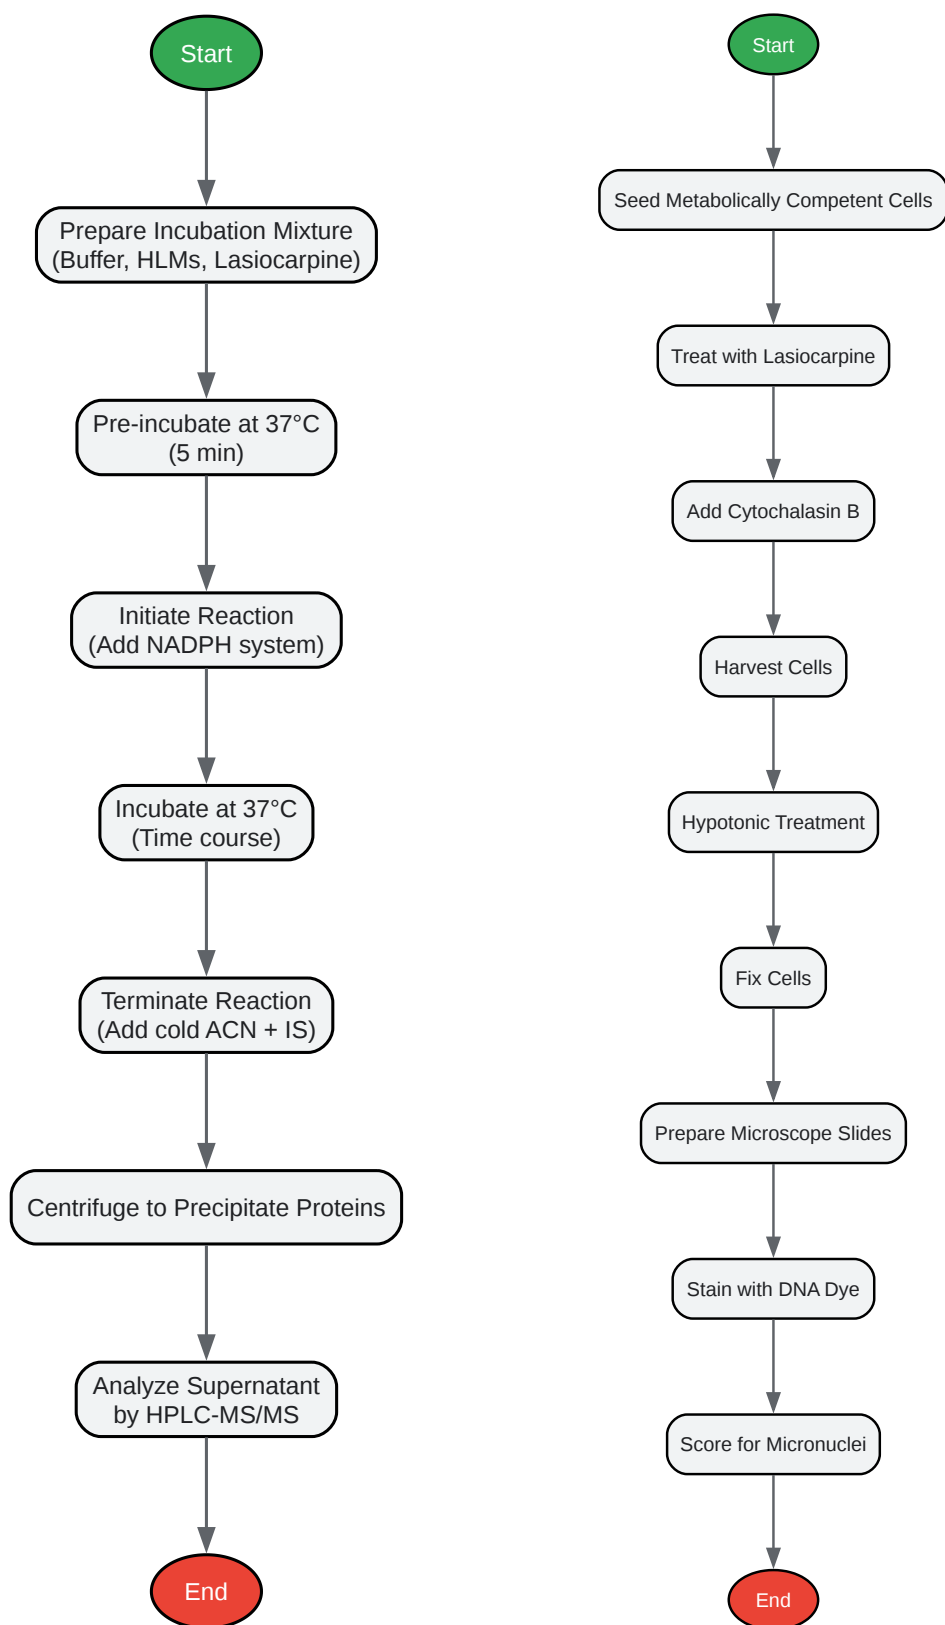 Start
Prepare Incubation Mixture
(Buffer, HLMs, Lasiocarpine)
Pre-incubate at 37°C
(5 min)
Initiate Reaction
(Add NADPH system)
Incubate at 37°C
(Time course)
Terminate Reaction
(Add cold ACN + IS)
Centrifuge to Precipitate Proteins
Analyze Supernatant
by HPLC-MS/MS
End
Start
Seed Metabolically Competent Cells
Treat with Lasiocarpine
Add Cytochalasin B
Harvest Cells
Hypotonic Treatment
Fix Cells
Prepare Microscope Slides
Stain with DNA Dye
Score for Micronuclei
End